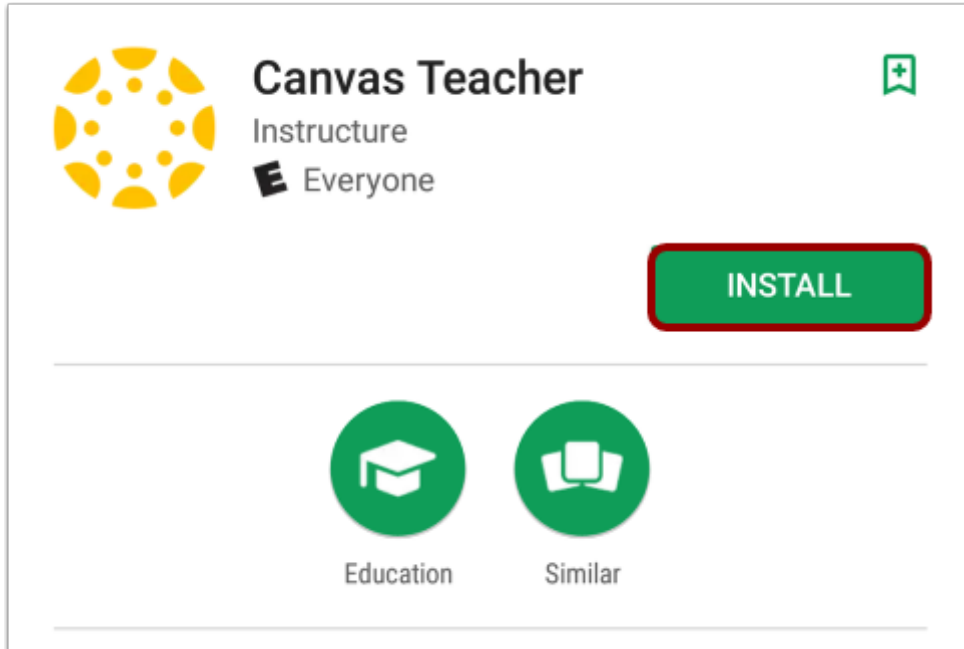 Canvas Teacher
Instructure
E Everyone
INSTALL
Education
Similar